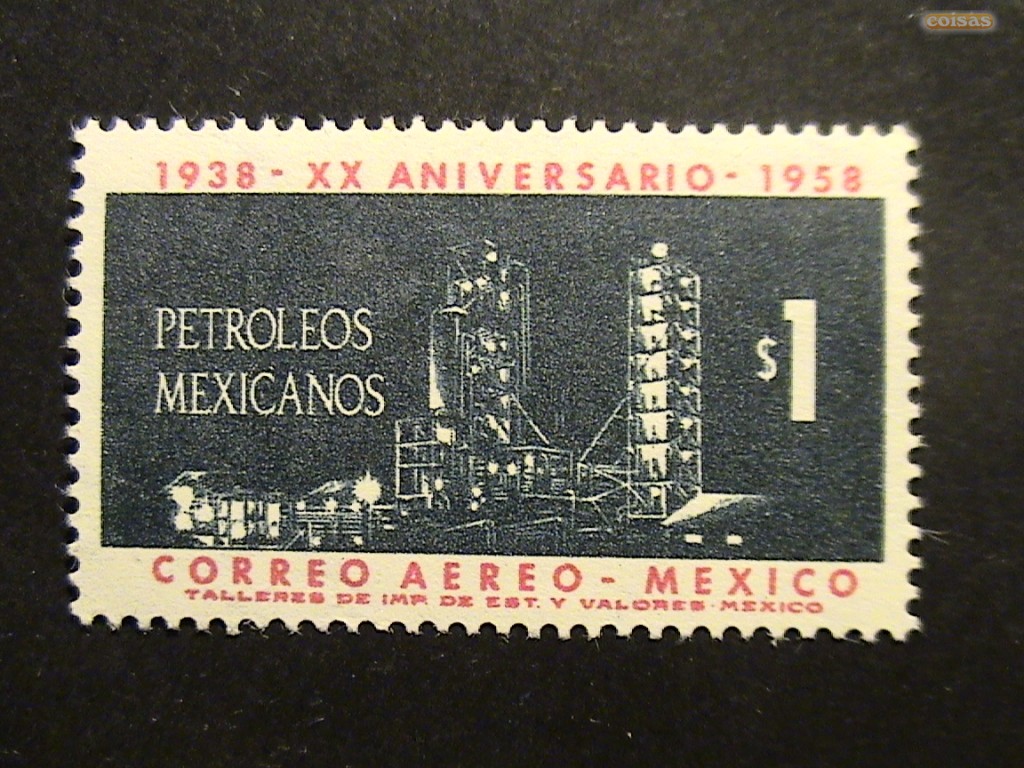 coisas
1938 - XX ANIVERSARIO - 1958
PETROLEOS
MEXICANOS
$1
CORREO AEREO - MEXICO
TALLERES DE IMP. DE EST. Y VALORES - MEXICO